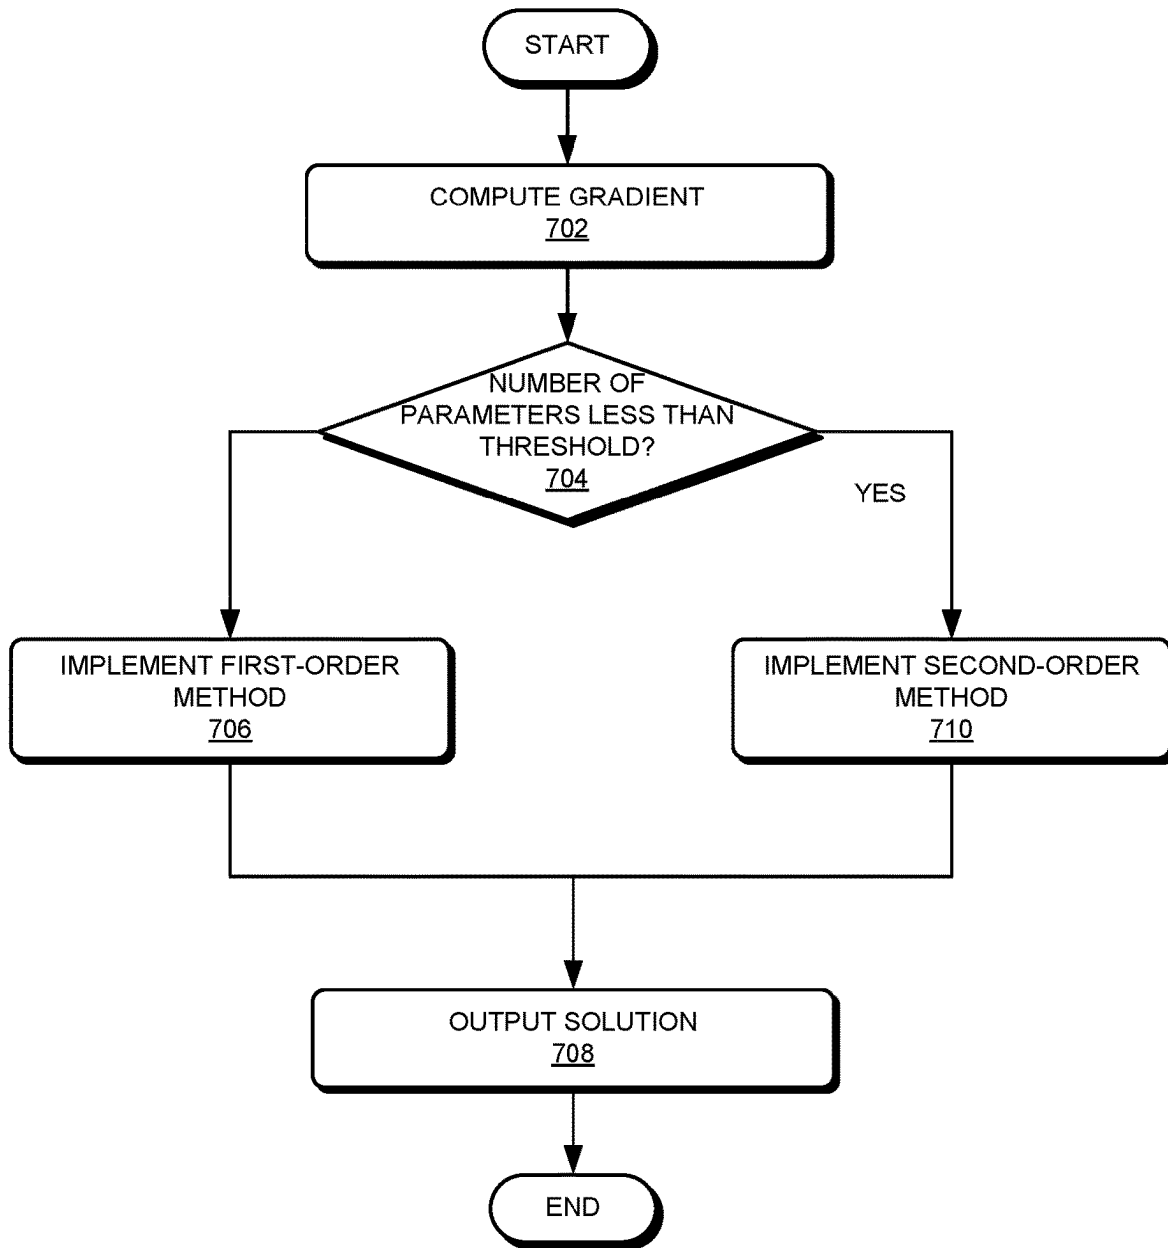 START
COMPUTE GRADIENT
702
NUMBER OF
PARAMETERS LESS THAN
THRESHOLD?
704
YES
IMPLEMENT FIRST-ORDER
METHOD
706
IMPLEMENT SECOND-ORDER
METHOD
710
OUTPUT SOLUTION
708
END